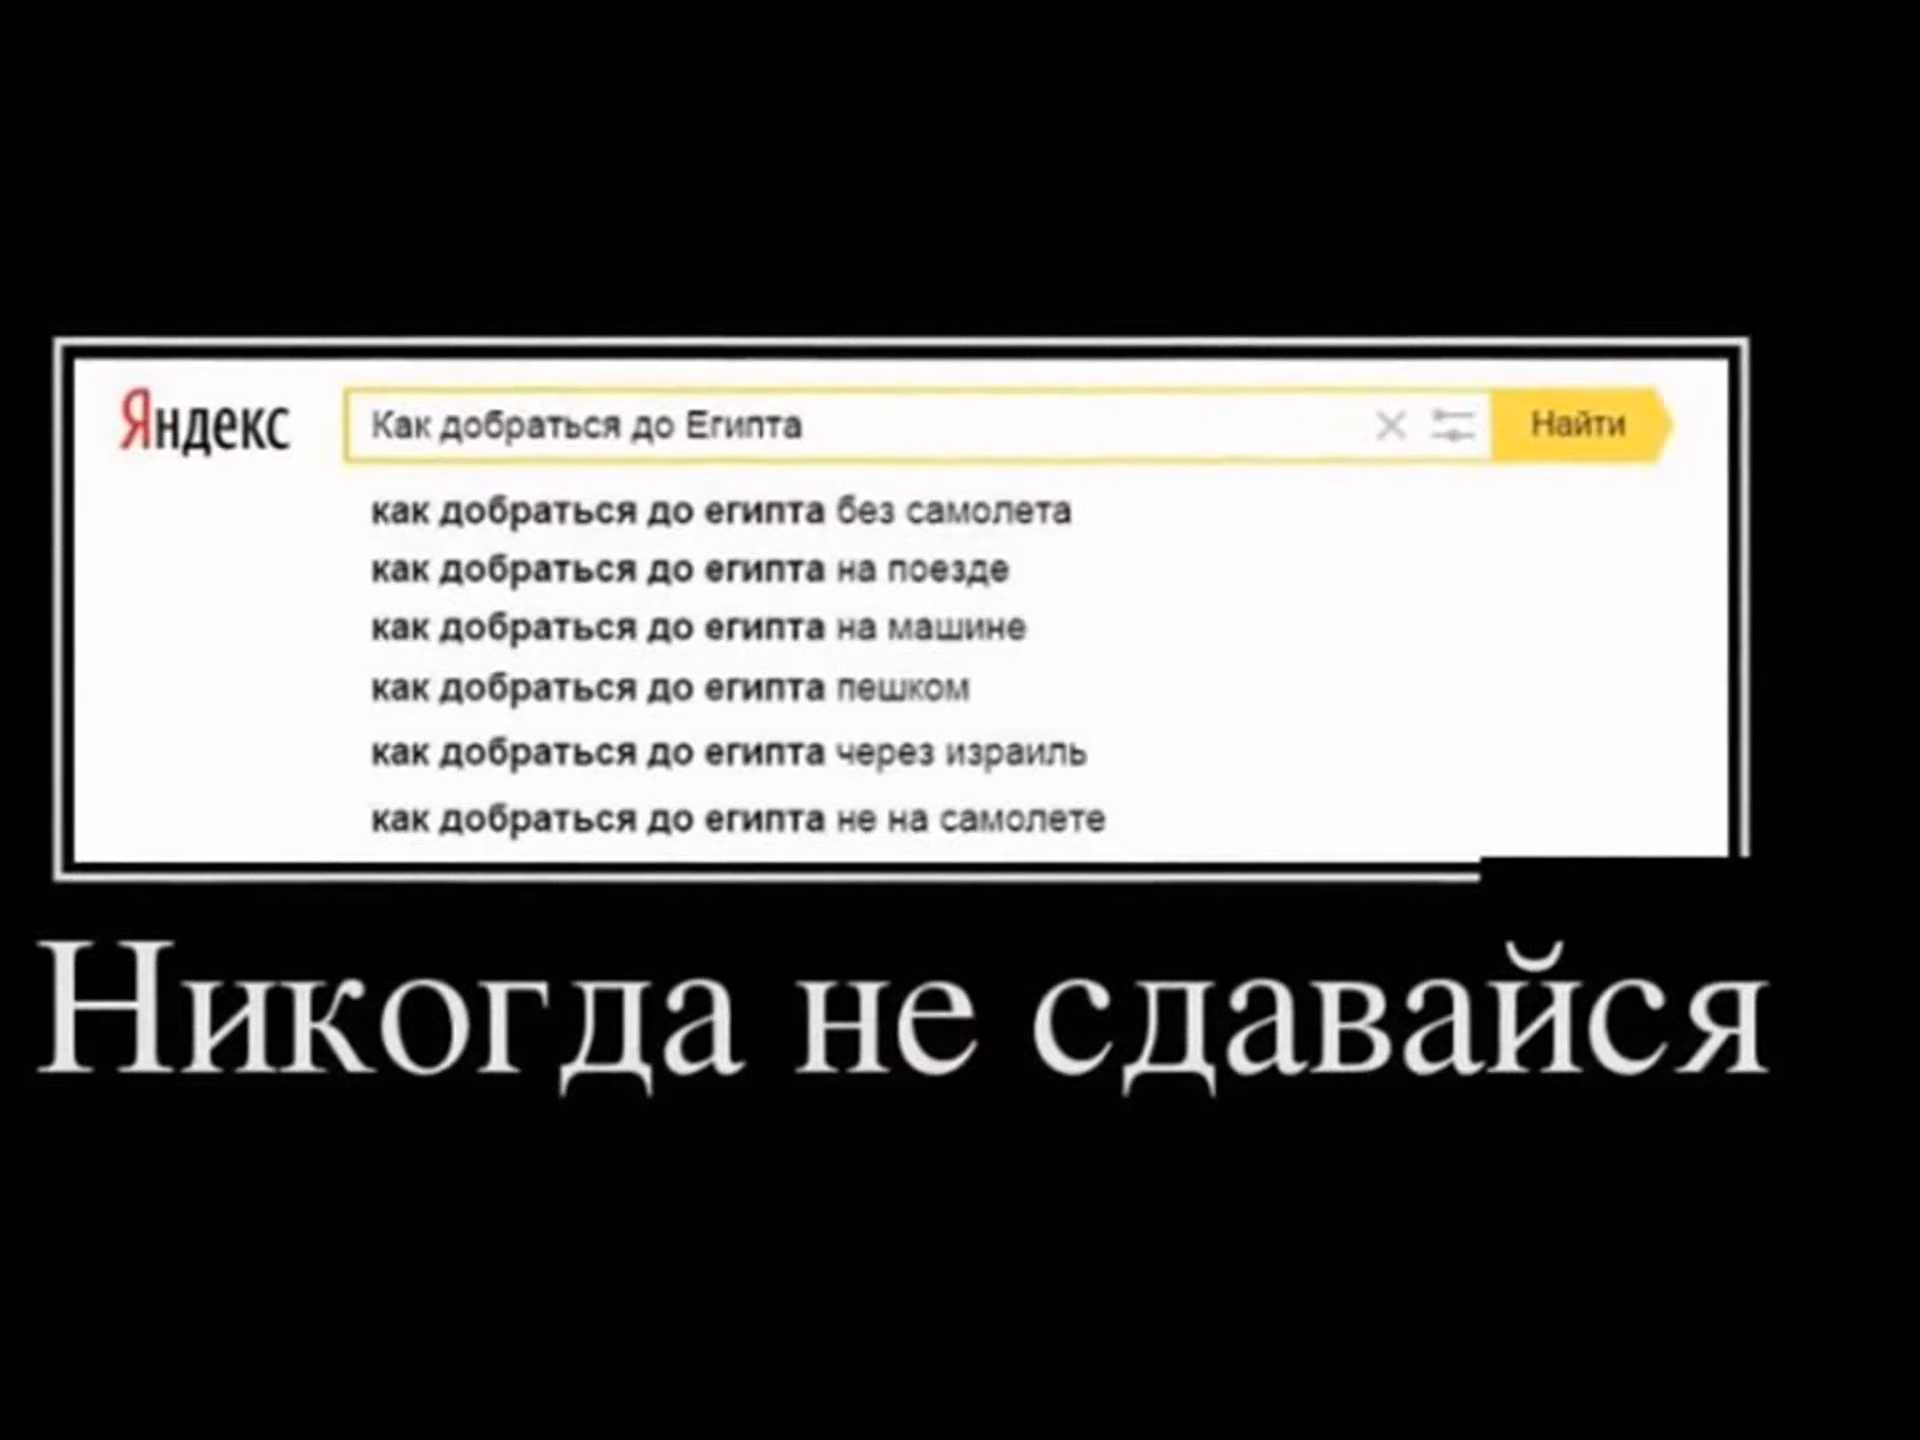 Яндекс Как добраться до Египта Найти
как добраться до египта без самолета
как добраться до египта на поезде
как добраться до египта на машине
как добраться до египта пешком
как добраться до египта через израиль
как добраться до египта не на самолете
Никогда не сдавайся